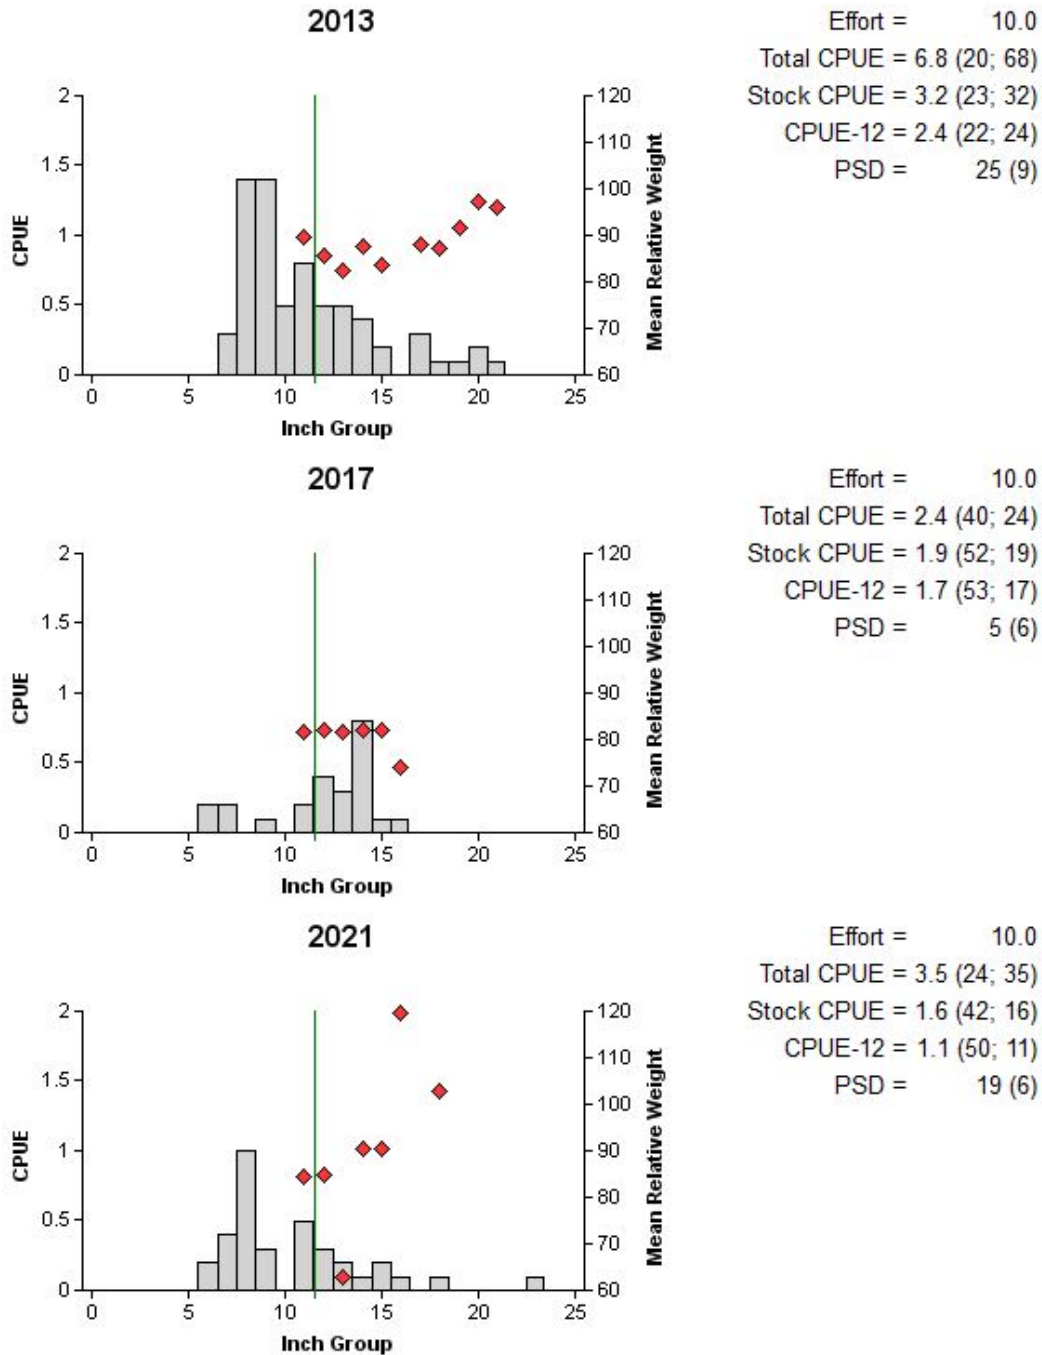 2013
Effort = 10.0
Total CPUE = 6.8 (20; 68)
Stock CPUE = 3.2 (23; 32)
CPUE-12 = 2.4 (22; 24)
PSD = 25 (9)
2 120
110
1.5 100
1 90
80
0.5 70
0 60
CPUE
Mean Relative Weight
0 5 10 15 20 25
Inch Group
2017
Effort = 10.0
Total CPUE = 2.4 (40; 24)
Stock CPUE = 1.9 (52; 19)
CPUE-12 = 1.7 (53; 17)
PSD = 5 (6)
2 120
110
1.5 100
1 90
80
0.5 70
0 60
CPUE
Mean Relative Weight
0 5 10 15 20 25
Inch Group
2021
Effort = 10.0
Total CPUE = 3.5 (24; 35)
Stock CPUE = 1.6 (42; 16)
CPUE-12 = 1.1 (50; 11)
PSD = 19 (6)
2 120
110
1.5 100
1 90
80
0.5 70
0 60
CPUE
Mean Relative Weight
0 5 10 15 20 25
Inch Group